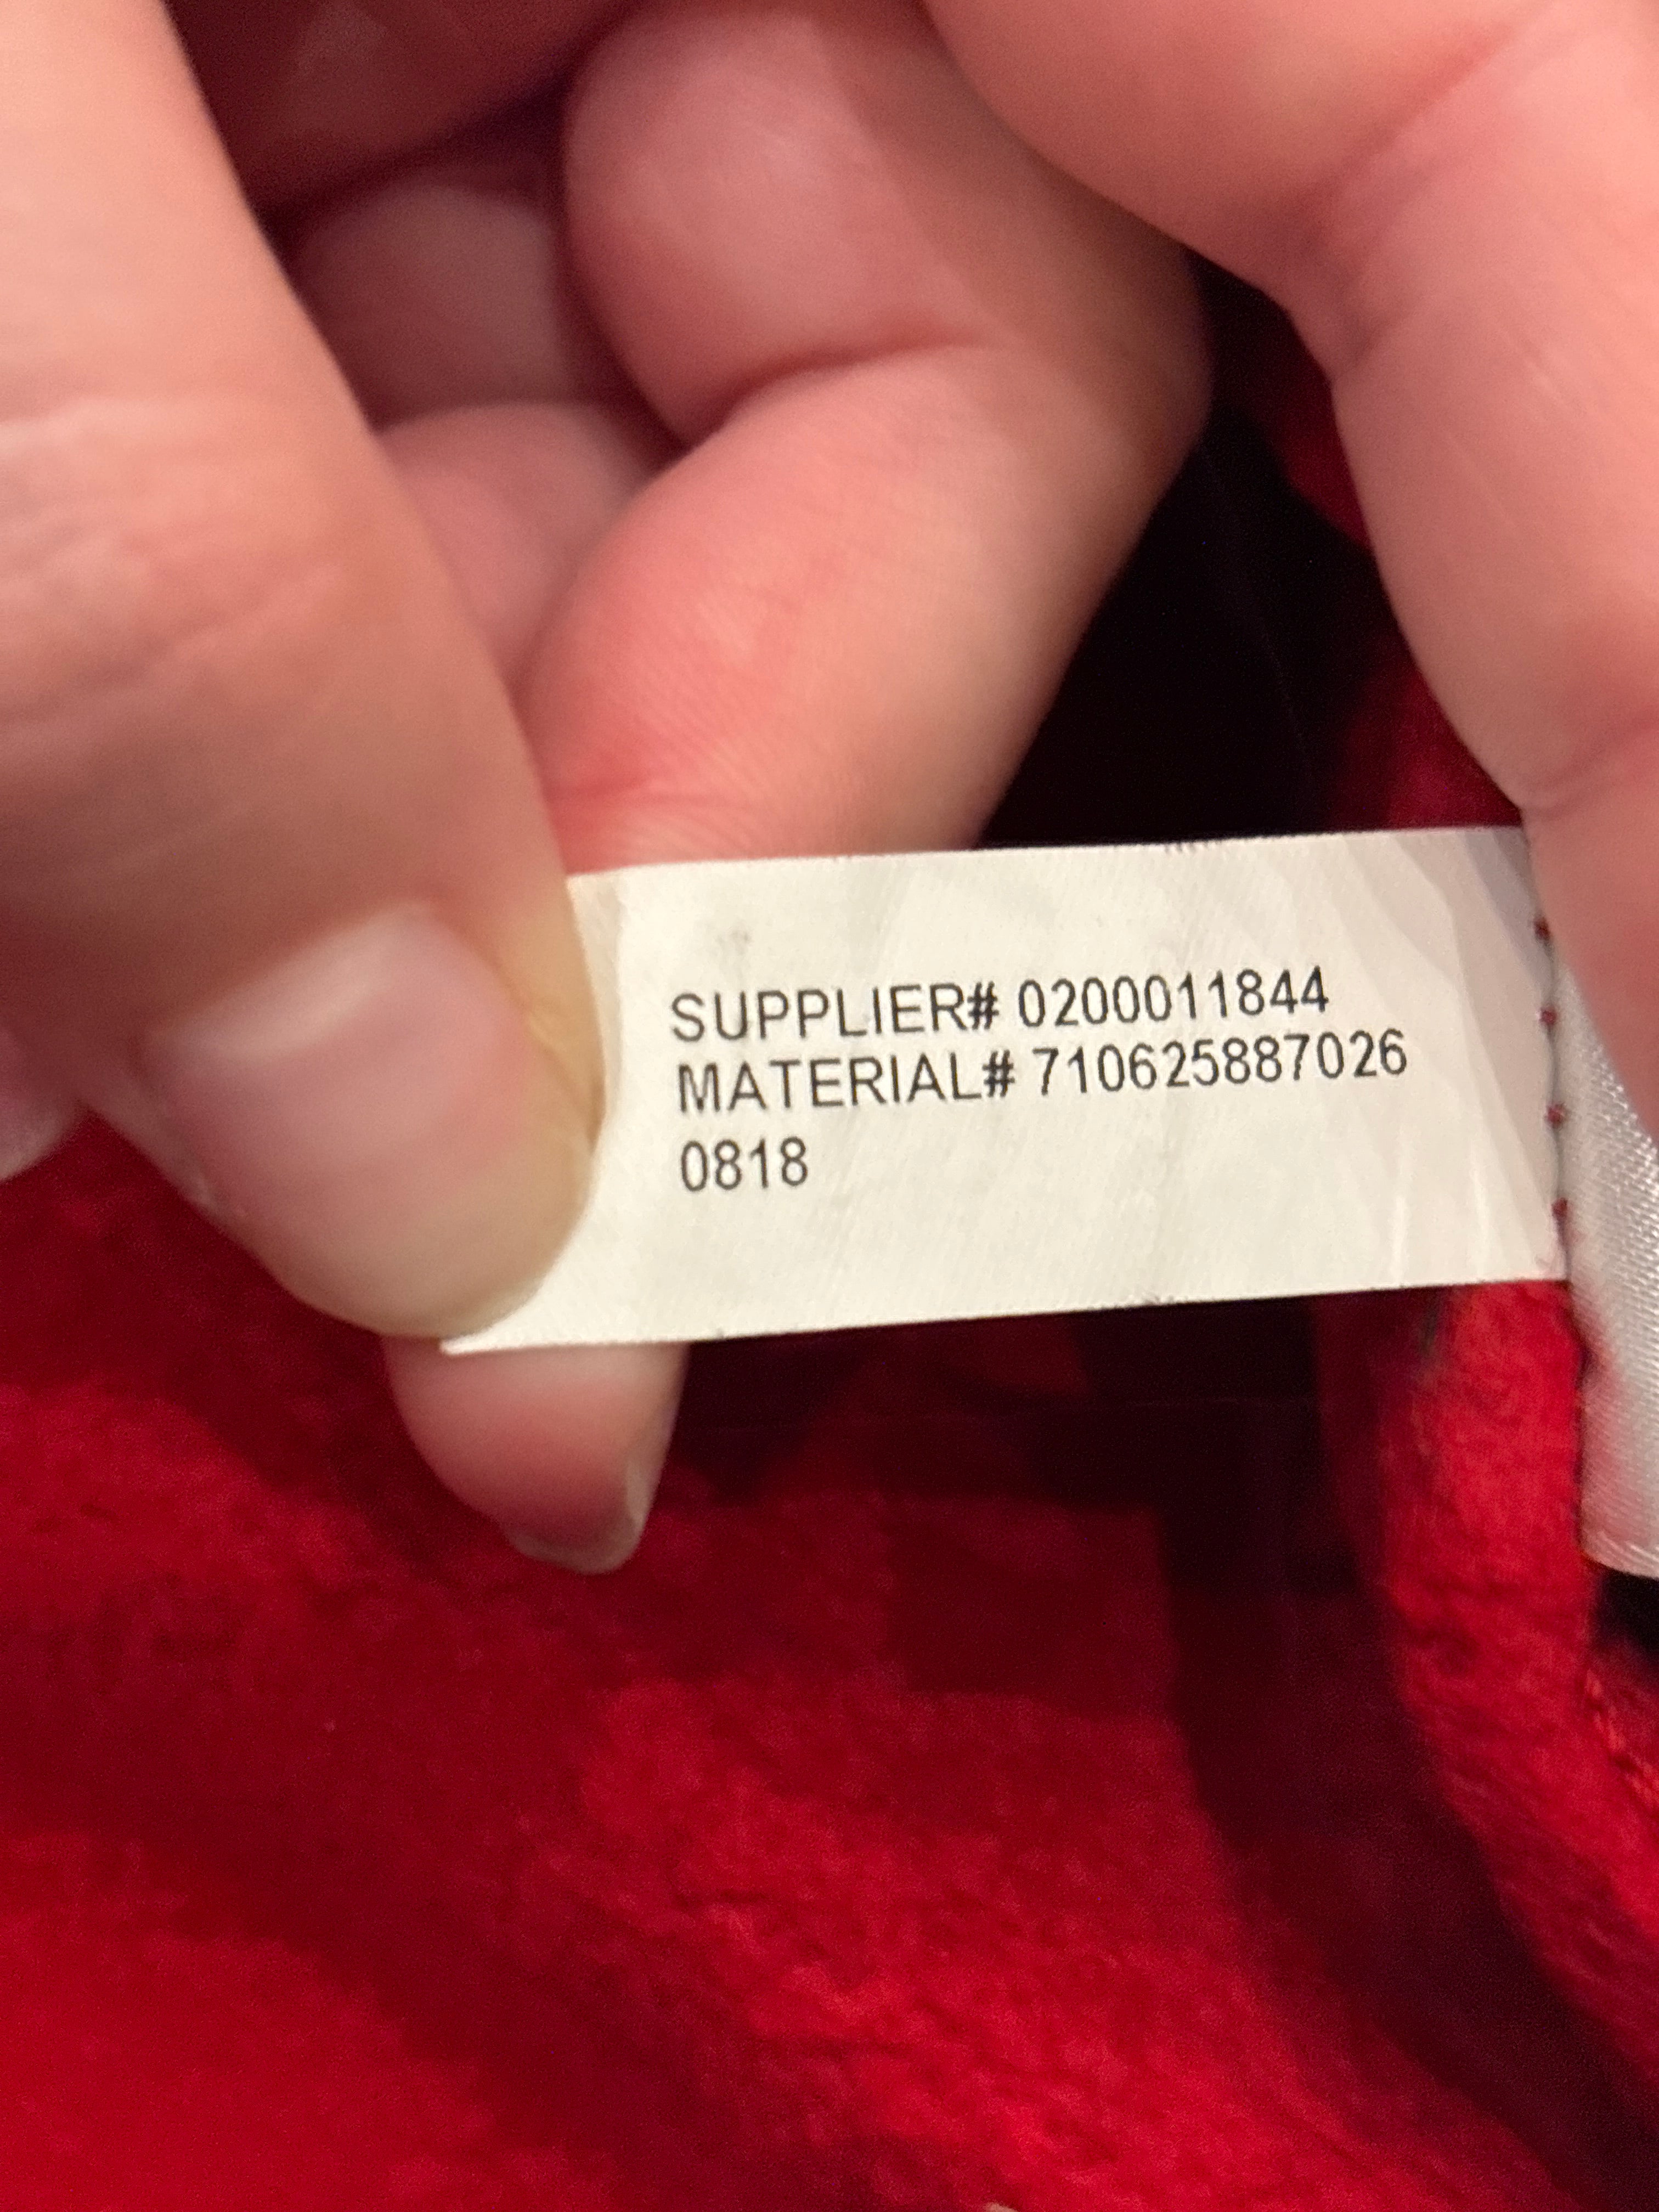 SUPPLIER# 0200011844
MATERIAL# 710625887026
0818